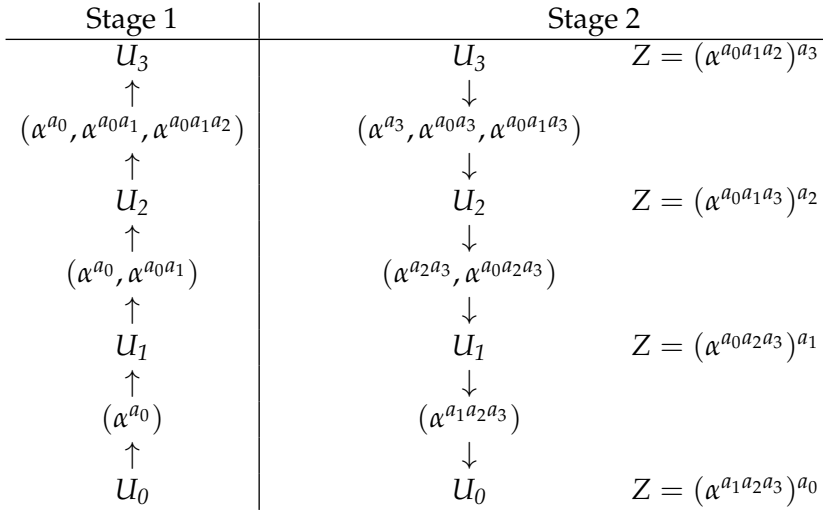 Stage 1 Stage 2
U₃ U₃ Z = (α^{a₀a₁a₂})^{a₃}
↑ ↓
(α^{a₀}, α^{a₀a₁}, α^{a₀a₁a₂}) (α^{a₃}, α^{a₀a₃}, α^{a₀a₁a₃})
↑ ↓
U₂ U₂ Z = (α^{a₀a₁a₃})^{a₂}
↑ ↓
(α^{a₀}, α^{a₀a₁}) (α^{a₂a₃}, α^{a₀a₂a₃})
↑ ↓
U₁ U₁ Z = (α^{a₀a₂a₃})^{a₁}
↑ ↓
(α^{a₀}) (α^{a₁a₂a₃})
↑ ↓
U₀ U₀ Z = (α^{a₁a₂a₃})^{a₀}